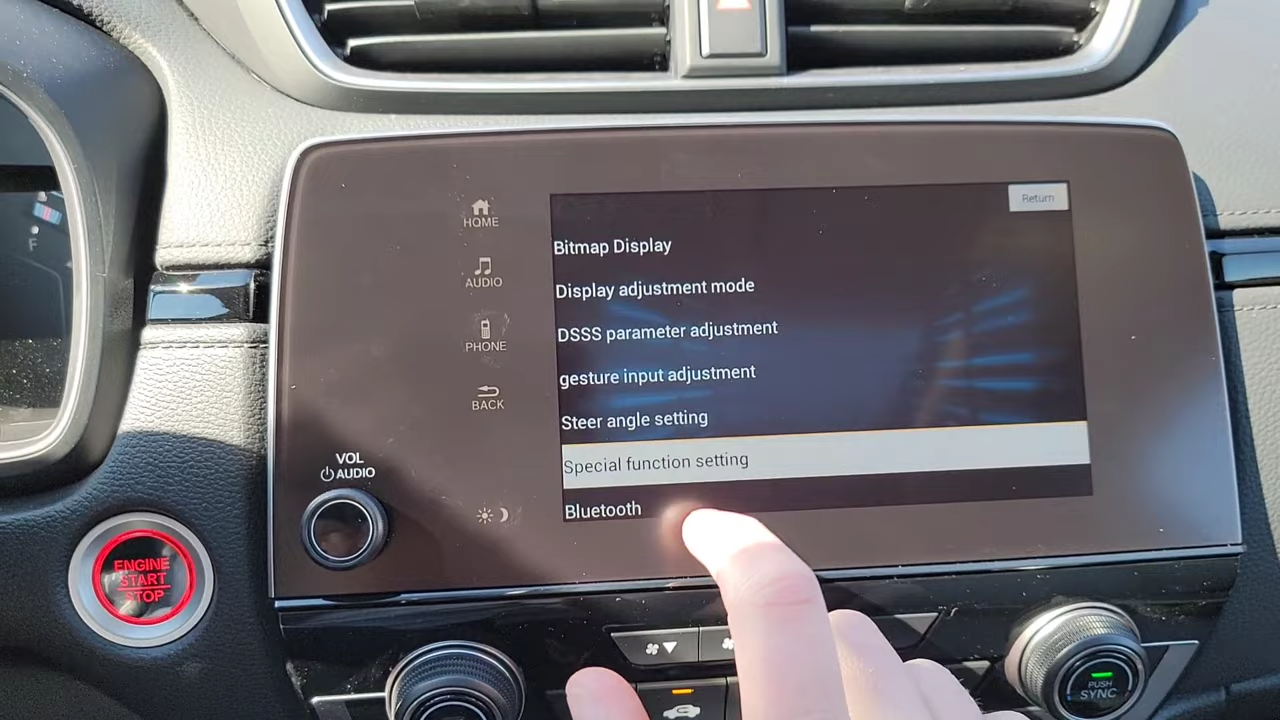 Return
HOME
AUDIO
PHONE
BACK
Bitmap Display
Display adjustment mode
DSSS parameter adjustment
gesture input adjustment
Steer angle setting
Special function setting
Bluetooth
VOL
AUDIO
F
ENGINE
START
STOP
PUSH
SYNC